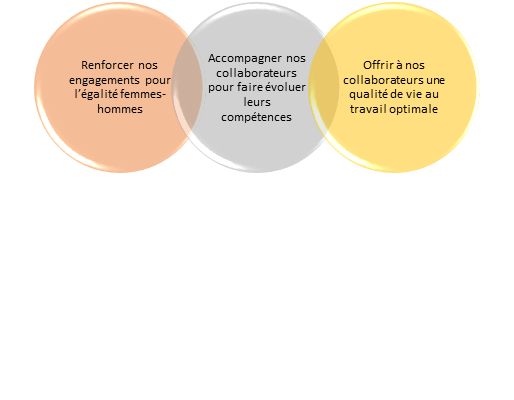 Renforcer nos
engagements pour
l’égalité femmes-
hommes
Accompagner nos
collaborateurs
pour faire évoluer
leurs
compétences
Offrir à nos
collaborateurs une
qualité de vie au
travail optimale